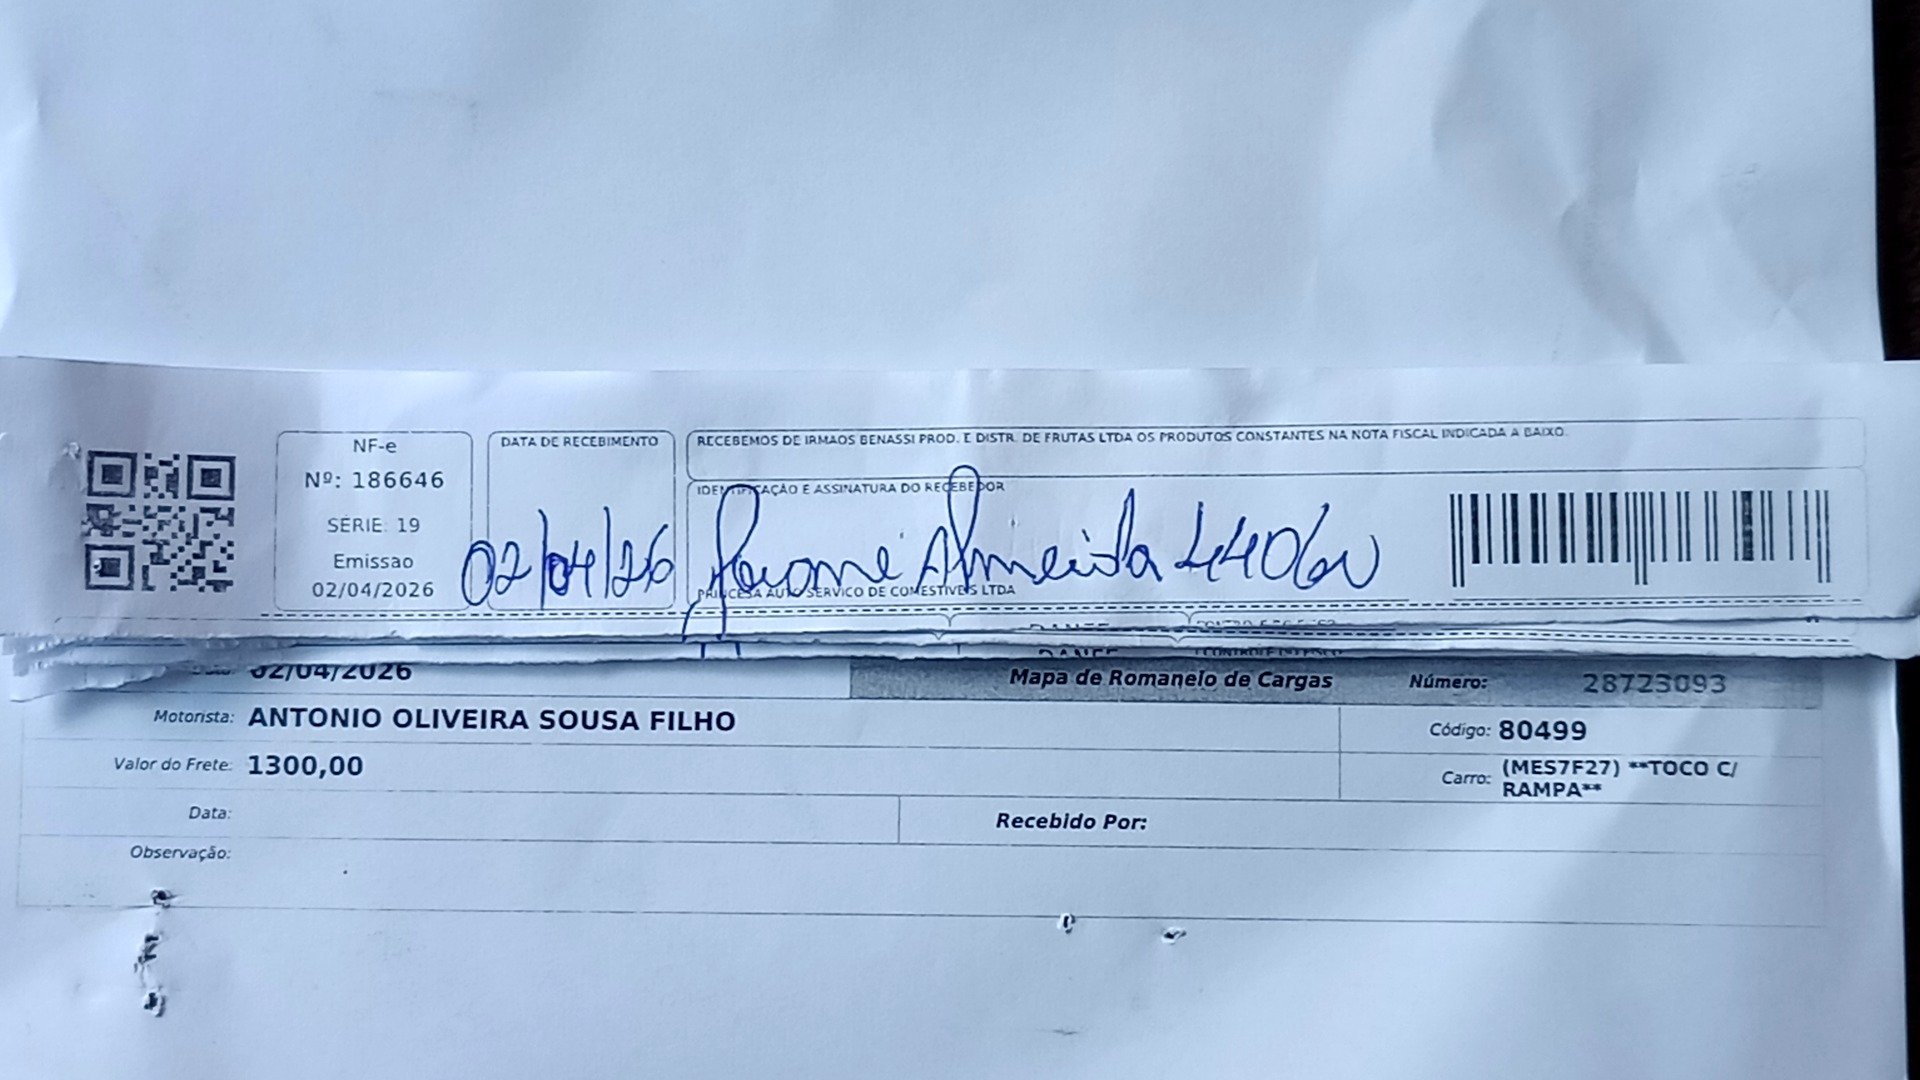 NF-e
Nº: 186646
SÉRIE: 19
Emissao
02/04/2026
DATA DE RECEBIMENTO
02/04/26
RECEBEMOS DE IRMAOS BENASSI PROD. E DISTR. DE FRUTAS LTDA OS PRODUTOS CONSTANTES NA NOTA FISCAL INDICADA A BAIXO.
IDENTIFICAÇÃO E ASSINATURA DO RECEBEDOR
Almeida
PRINCESA AUTO SERVICO DE COMESTIVEIS LTDA
DANFE
02/04/2026
Mapa de Romaneio de Cargas
Número: 28723093
Motorista: ANTONIO OLIVEIRA SOUSA FILHO
Código: 80499
Valor do Frete: 1300,00
Carro: (MES7F27) **TOCO C/
RAMPA**
Data:
Recebido Por:
Observação: